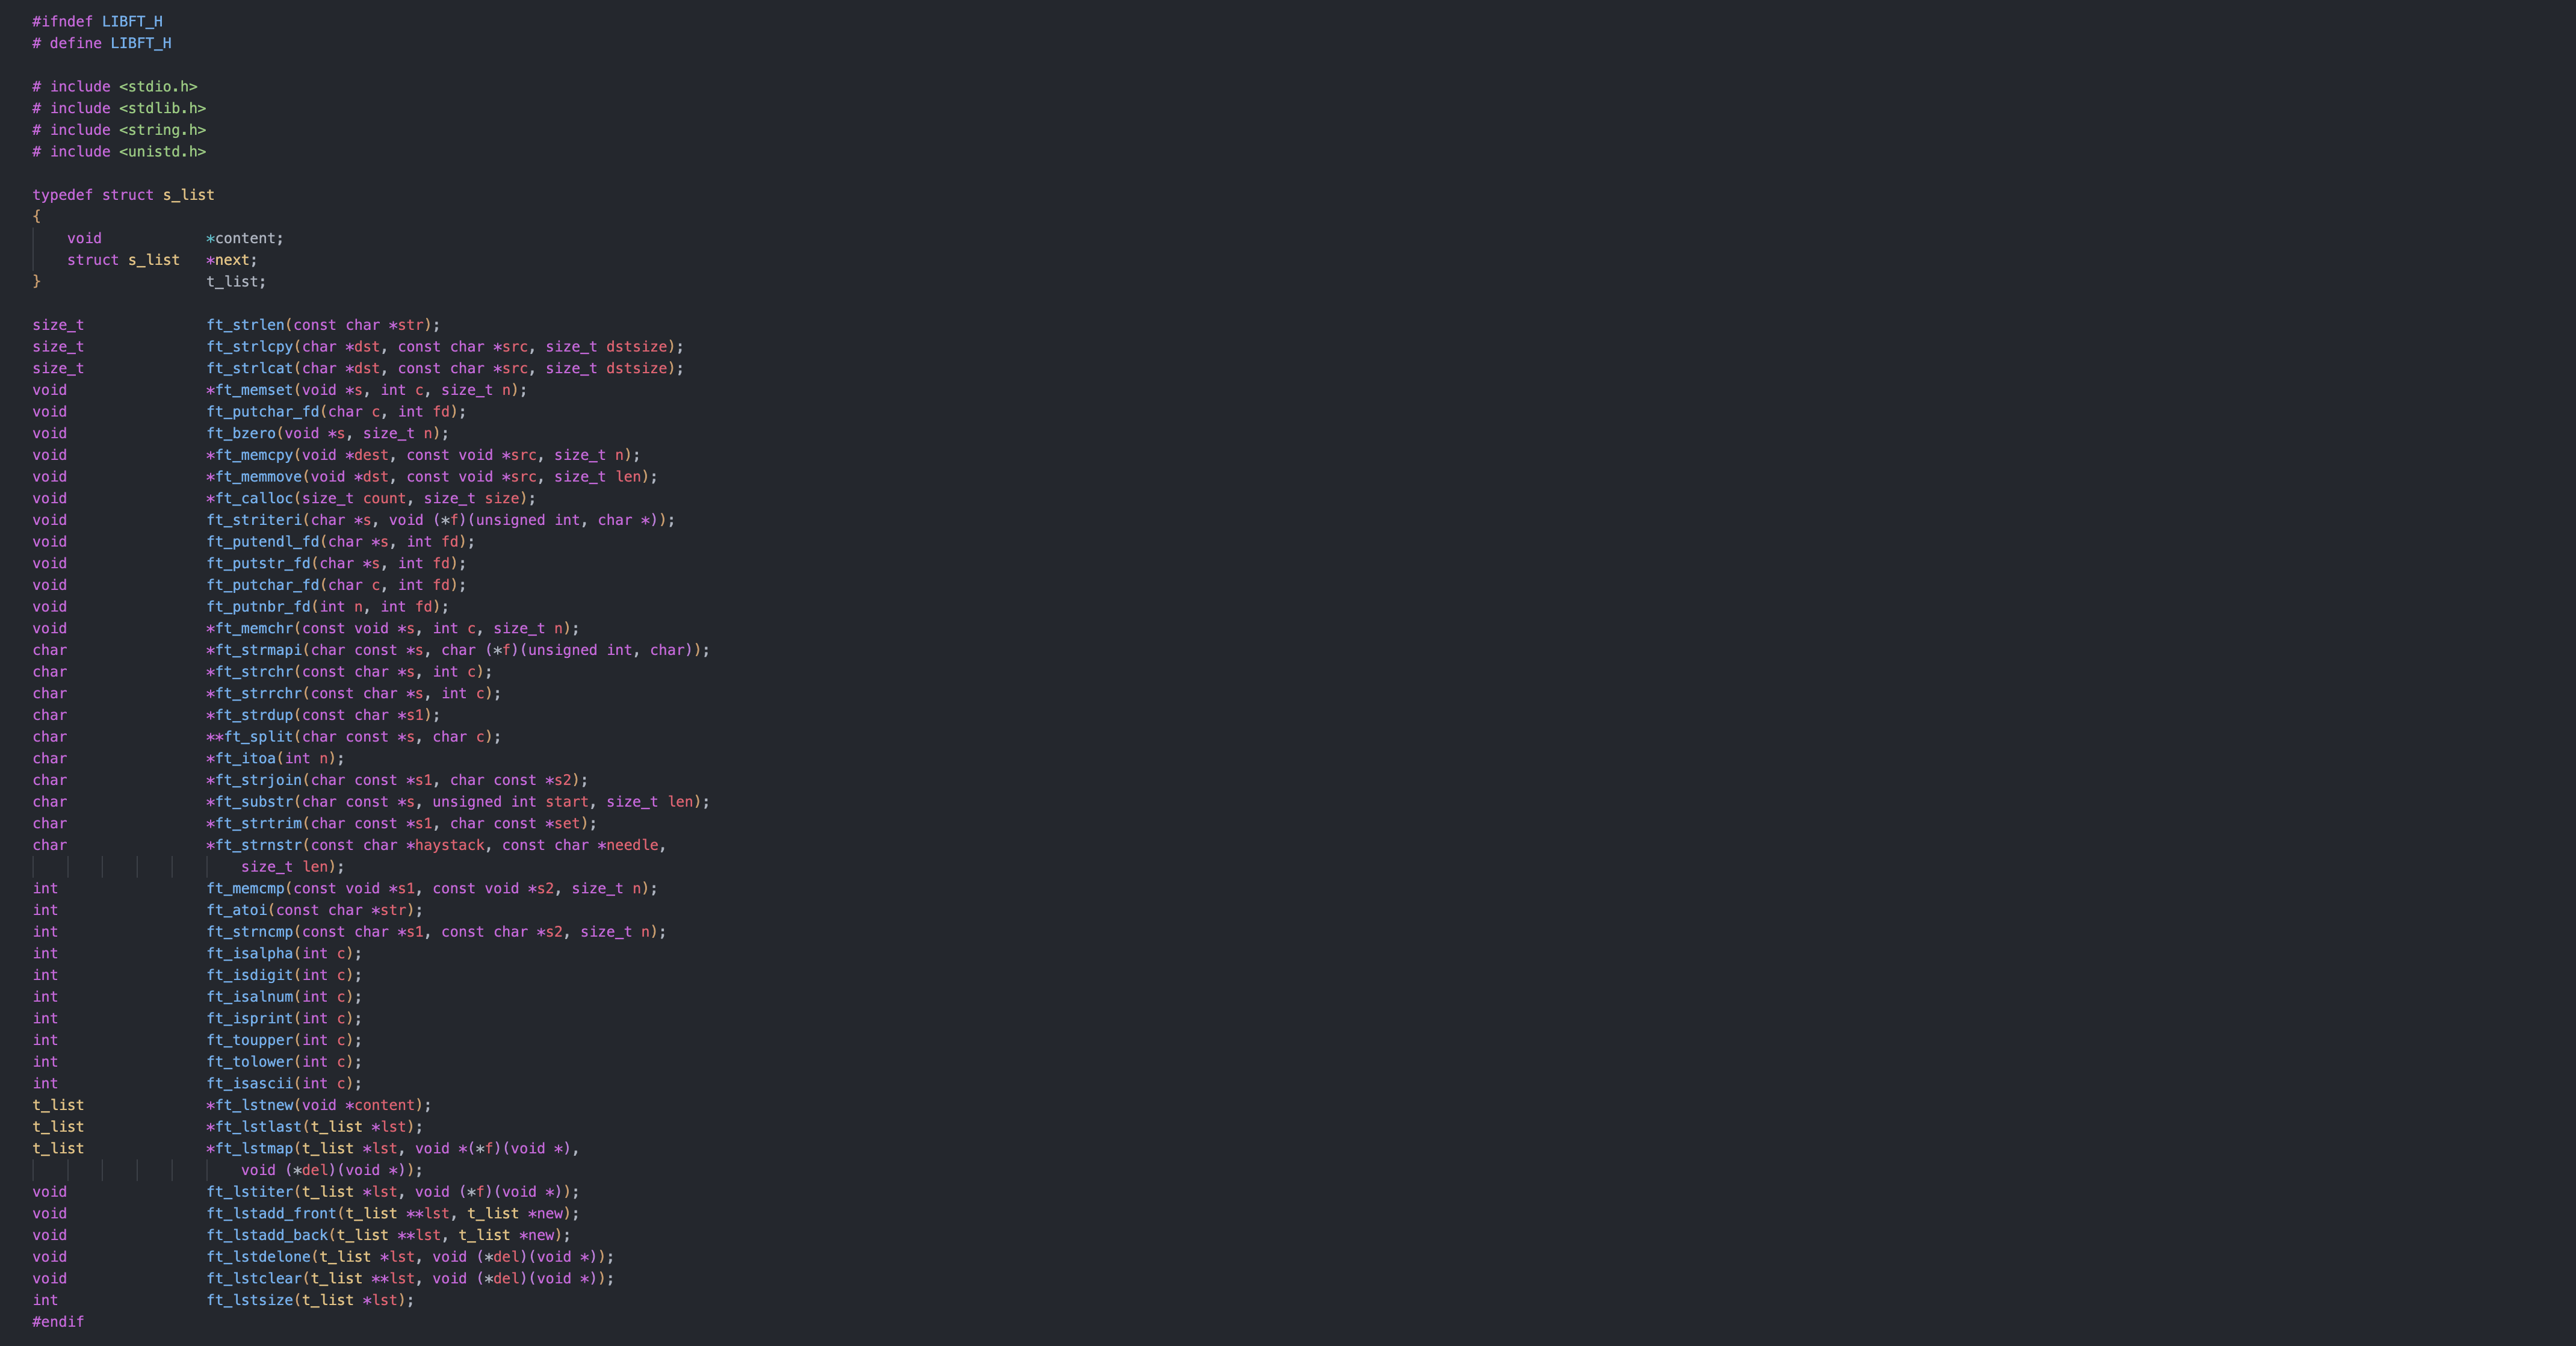 #ifndef LIBFT_H
# define LIBFT_H
# include <stdio.h>
# include <stdlib.h>
# include <string.h>
# include <unistd.h>
typedef struct s_list
{
    void            *content;
    struct s_list   *next;
}                   t_list;
size_t              ft_strlen(const char *str);
size_t              ft_strlcpy(char *dst, const char *src, size_t dstsize);
size_t              ft_strlcat(char *dst, const char *src, size_t dstsize);
void                *ft_memset(void *s, int c, size_t n);
void                ft_putchar_fd(char c, int fd);
void                ft_bzero(void *s, size_t n);
void                *ft_memcpy(void *dest, const void *src, size_t n);
void                *ft_memmove(void *dst, const void *src, size_t len);
void                *ft_calloc(size_t count, size_t size);
void                ft_striteri(char *s, void (*f)(unsigned int, char *));
void                ft_putendl_fd(char *s, int fd);
void                ft_putstr_fd(char *s, int fd);
void                ft_putchar_fd(char c, int fd);
void                ft_putnbr_fd(int n, int fd);
void                *ft_memchr(const void *s, int c, size_t n);
char                *ft_strmapi(char const *s, char (*f)(unsigned int, char));
char                *ft_strchr(const char *s, int c);
char                *ft_strrchr(const char *s, int c);
char                *ft_strdup(const char *s1);
char                **ft_split(char const *s, char c);
char                *ft_itoa(int n);
char                *ft_strjoin(char const *s1, char const *s2);
char                *ft_substr(char const *s, unsigned int start, size_t len);
char                *ft_strtrim(char const *s1, char const *set);
char                *ft_strnstr(const char *haystack, const char *needle,
                        size_t len);
int                 ft_memcmp(const void *s1, const void *s2, size_t n);
int                 ft_atoi(const char *str);
int                 ft_strncmp(const char *s1, const char *s2, size_t n);
int                 ft_isalpha(int c);
int                 ft_isdigit(int c);
int                 ft_isalnum(int c);
int                 ft_isprint(int c);
int                 ft_toupper(int c);
int                 ft_tolower(int c);
int                 ft_isascii(int c);
t_list              *ft_lstnew(void *content);
t_list              *ft_lstlast(t_list *lst);
t_list              *ft_lstmap(t_list *lst, void *(*f)(void *),
                        void (*del)(void *));
void                ft_lstiter(t_list *lst, void (*f)(void *));
void                ft_lstadd_front(t_list **lst, t_list *new);
void                ft_lstadd_back(t_list **lst, t_list *new);
void                ft_lstdelone(t_list *lst, void (*del)(void *));
void                ft_lstclear(t_list **lst, void (*del)(void *));
int                 ft_lstsize(t_list *lst);
#endif